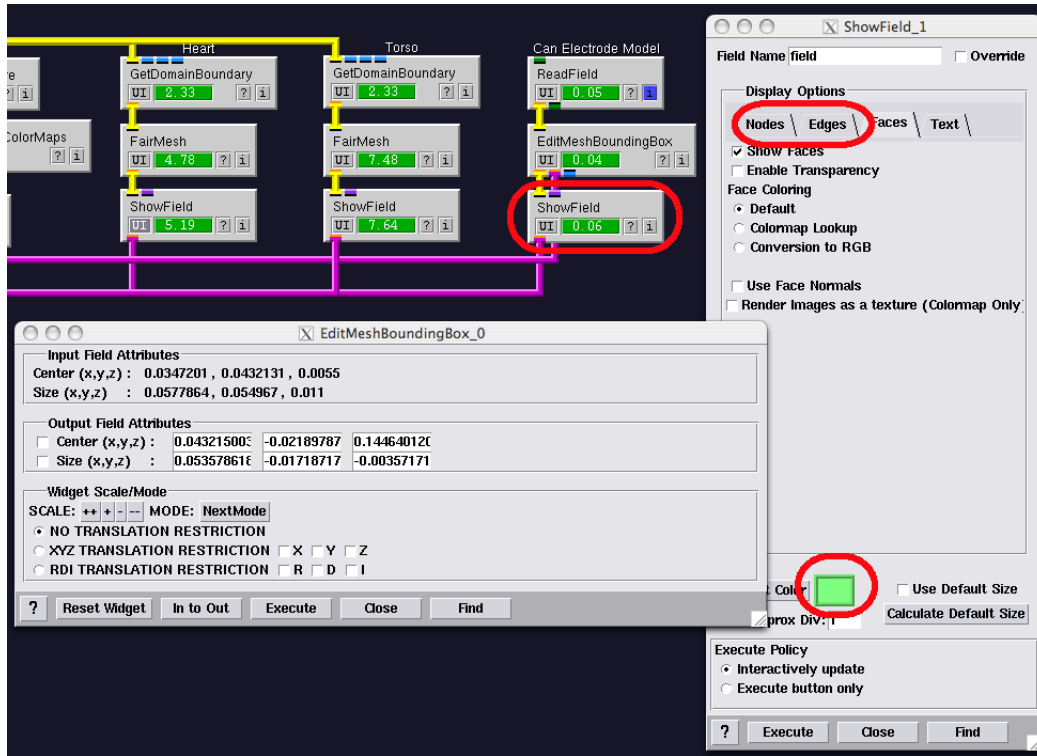 Heart
Torso
Can Electrode Model
GetDomainBoundary
UI 2.33 ? i
GetDomainBoundary
UI 2.33 ? i
ReadField
UI 0.05 ? i
? i
ColorMaps
? i
FairMesh
UI 4.78 ? i
FairMesh
UI 7.48 ? i
EditMeshBoundingBox
UI 0.04 ? i
ShowField
UI 5.19 ? i
ShowField
UI 7.64 ? i
ShowField
UI 0.06 ? i
X EditMeshBoundingBox_0
Input Field Attributes
Center (x,y,z) : 0.0347201 , 0.0432131 , 0.0055
Size (x,y,z) : 0.0577864 , 0.054967 , 0.011
Output Field Attributes
Center (x,y,z) : 0.04321500 -0.02189787 0.14464012
Size (x,y,z) : 0.05357861 -0.01718717 -0.00357171
Widget Scale/Mode
SCALE: ++ + - -- MODE: NextMode
NO TRANSLATION RESTRICTION
XYZ TRANSLATION RESTRICTION X Y Z
RDI TRANSLATION RESTRICTION R D I
? Reset Widget In to Out Execute Close Find
X ShowField_1
Field Name field Override
Display Options
Nodes \ Edges \ Faces \ Text \
Show Faces
Enable Transparency
Face Coloring
Default
Colormap Lookup
Conversion to RGB
Use Face Normals
Render Images as a texture (Colormap Only
t Color Use Default Size
prox Div: 1 Calculate Default Size
Execute Policy
Interactively update
Execute button only
? Execute Close Find